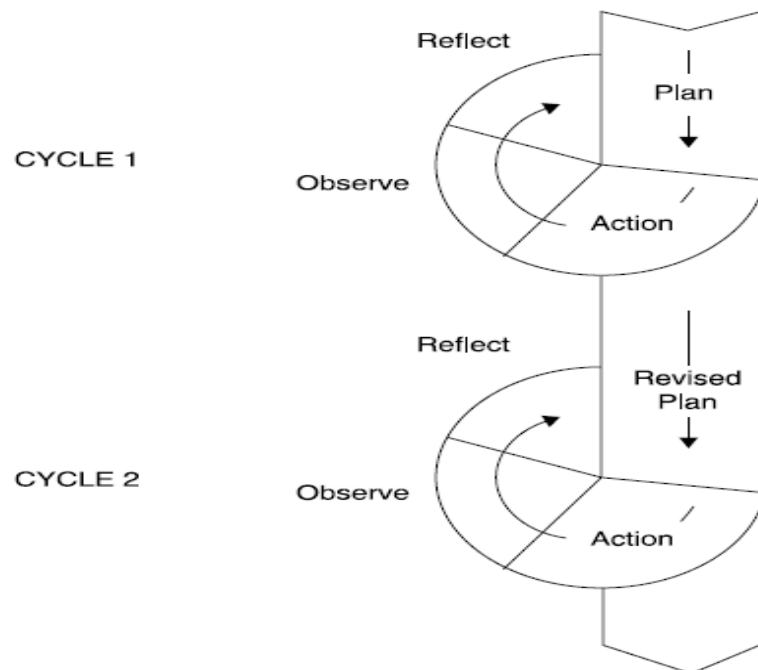 Reflect
Plan
CYCLE 1
Observe
Action
Reflect
Revised
Plan
CYCLE 2
Observe
Action